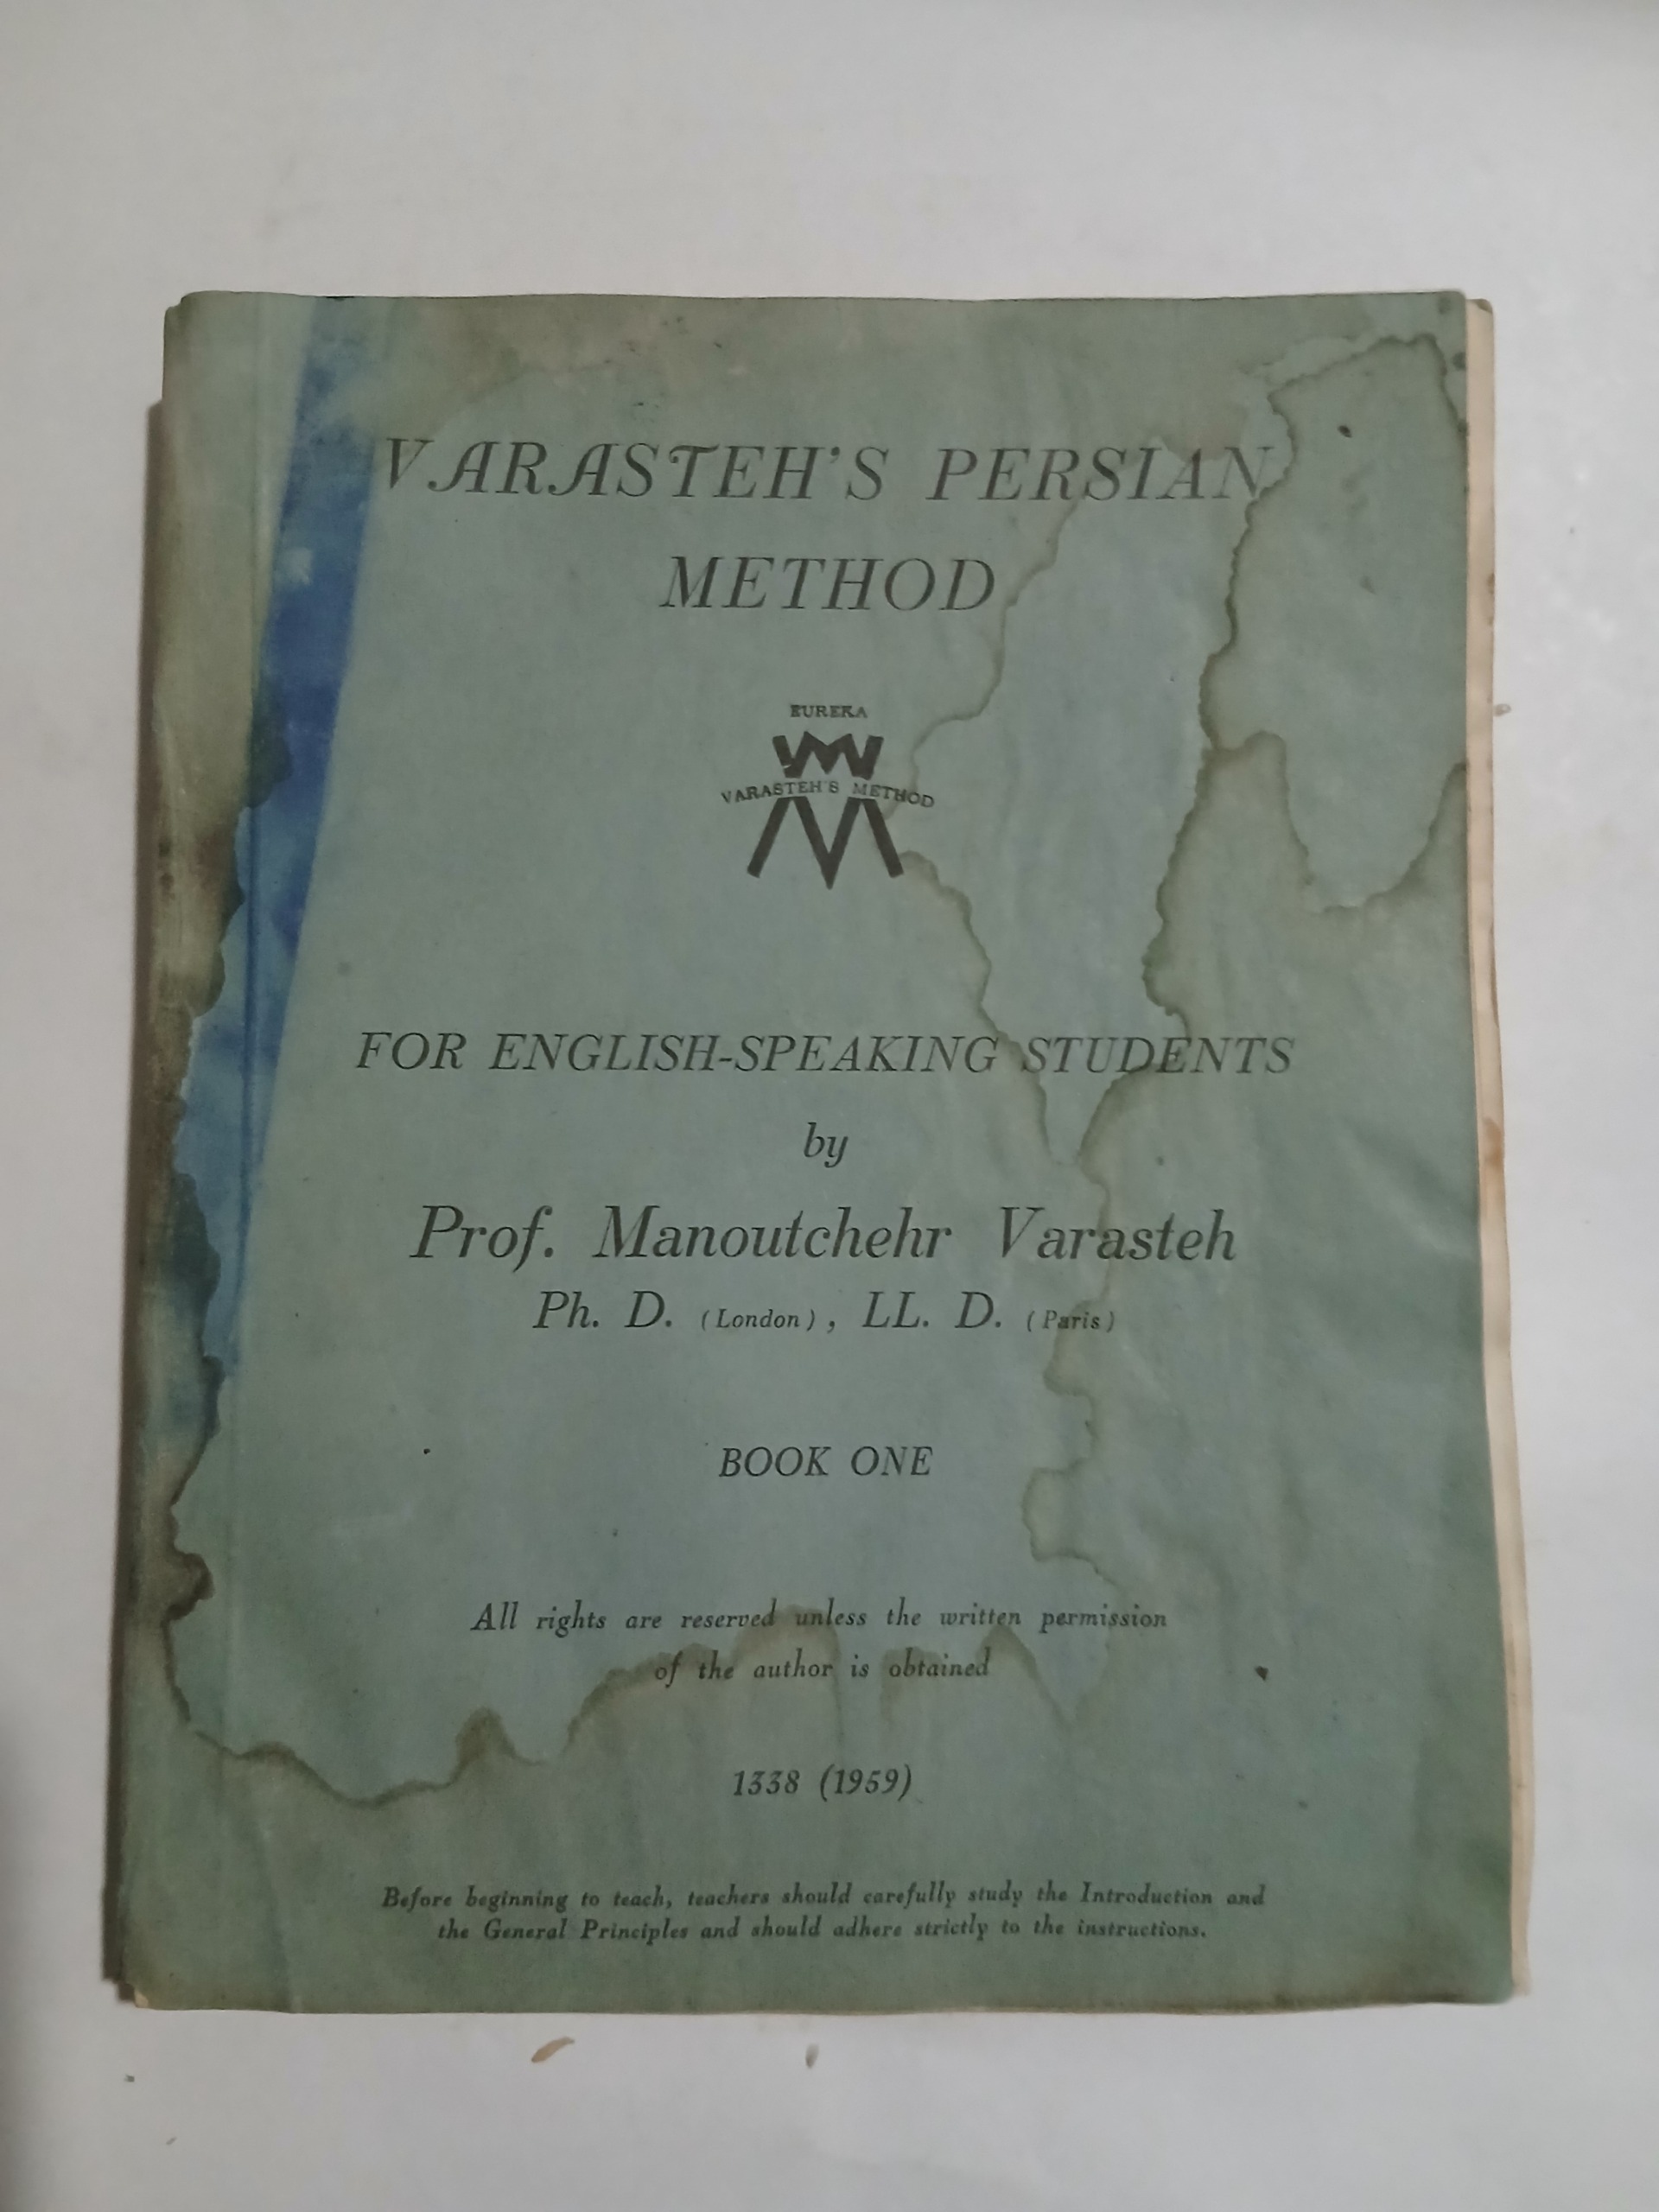 VARASTEH'S PERSIAN
METHOD
EUREKA
VARASTEH'S METHOD
FOR ENGLISH-SPEAKING STUDENTS
by
Prof. Manoutchehr Varasteh
Ph. D. (London), LL. D. (Paris)
BOOK ONE
All rights are reserved unless the written permission
of the author is obtained
1338 (1959)
Before beginning to teach, teachers should carefully study the Introduction and
the General Principles and should adhere strictly to the instructions.